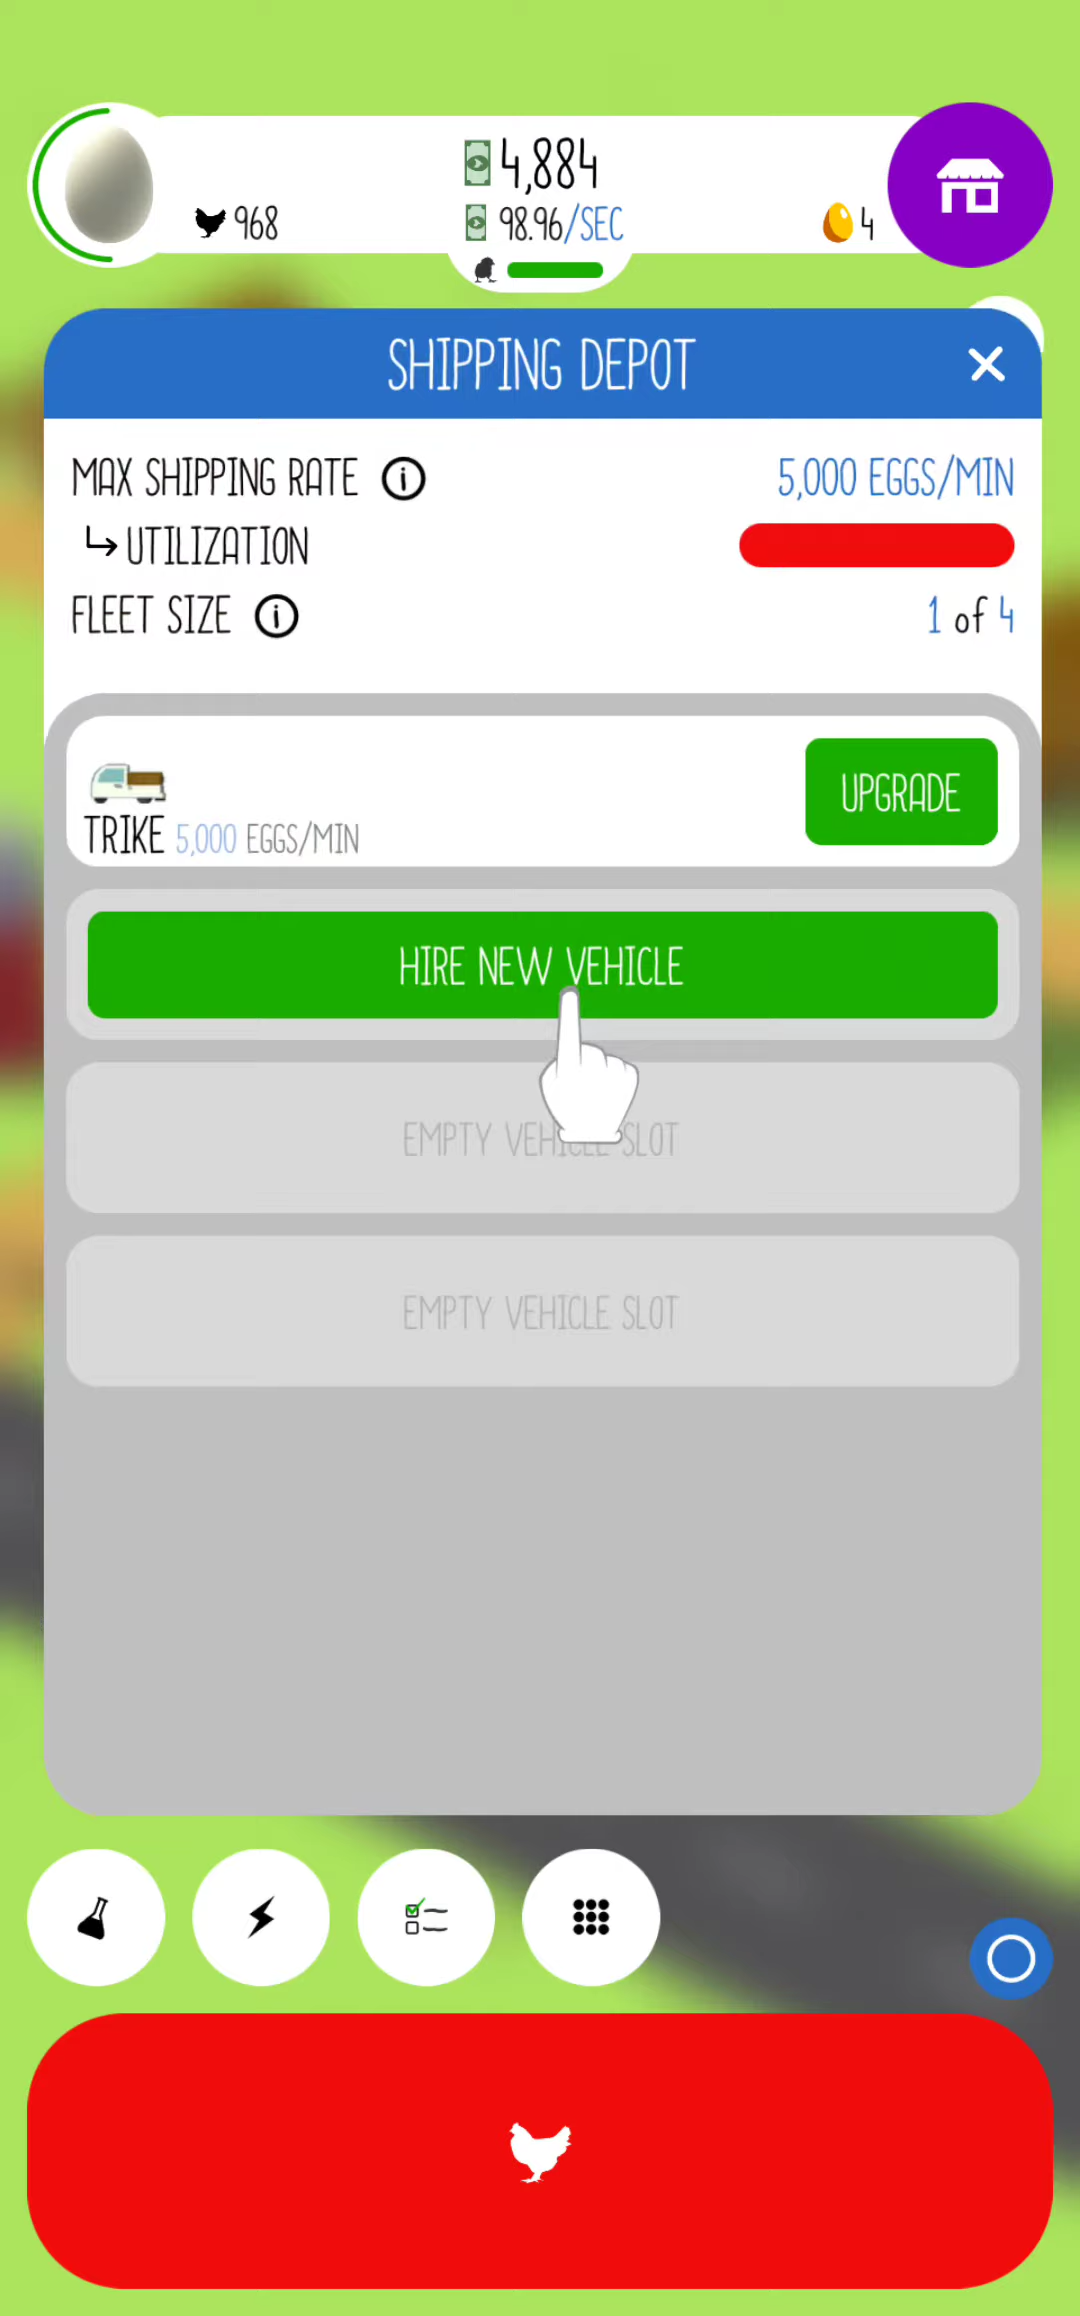 4,884
968
98.96/SEC
4
SHIPPING DEPOT
MAX SHIPPING RATE
5,000 EGGS/MIN
UTILIZATION
FLEET SIZE
1 of 4
UPGRADE
TRIKE 5,000 EGGS/MIN
HIRE NEW VEHICLE
EMPTY VEHICLE SLOT
EMPTY VEHICLE SLOT